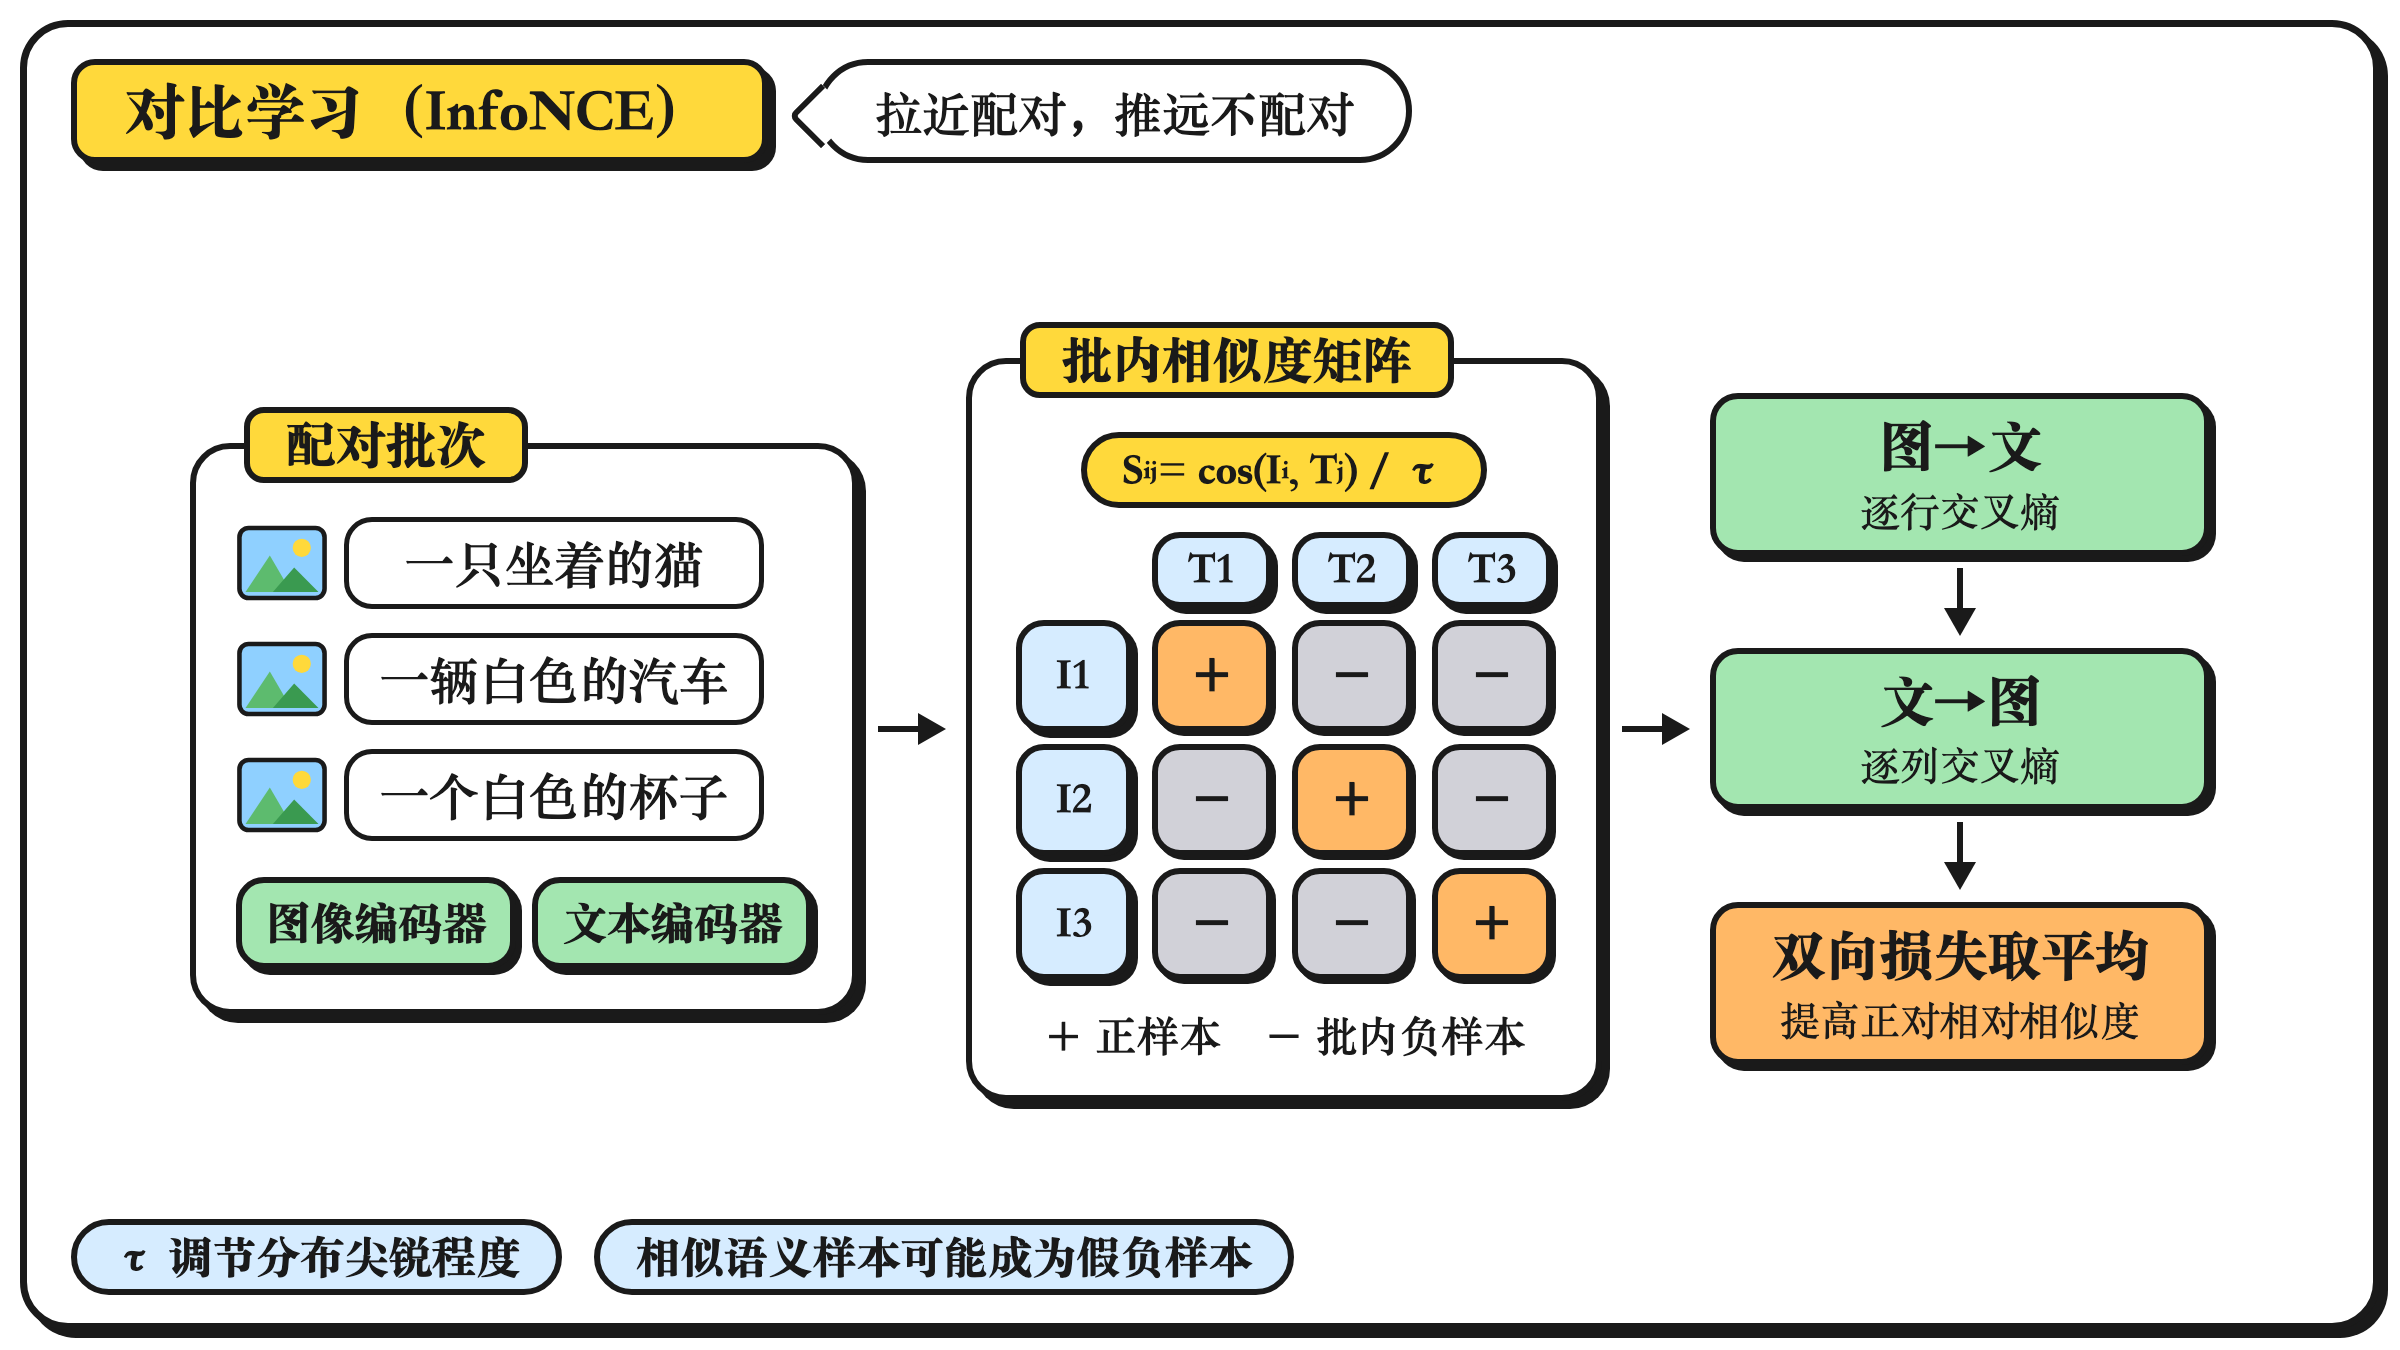 对比学习（InfoNCE）
拉近配对，推远不配对
配对批次
一只坐着的猫
一辆白色的汽车
一个白色的杯子
图像编码器
文本编码器
批内相似度矩阵
Sij= cos(Ii, Tj) / τ
T1 T2 T3
I1 + − −
I2 − + −
I3 − − +
+ 正样本 − 批内负样本
图→文
逐行交叉熵
文→图
逐列交叉熵
双向损失取平均
提高正对相对相似度
τ 调节分布尖锐程度
相似语义样本可能成为假负样本